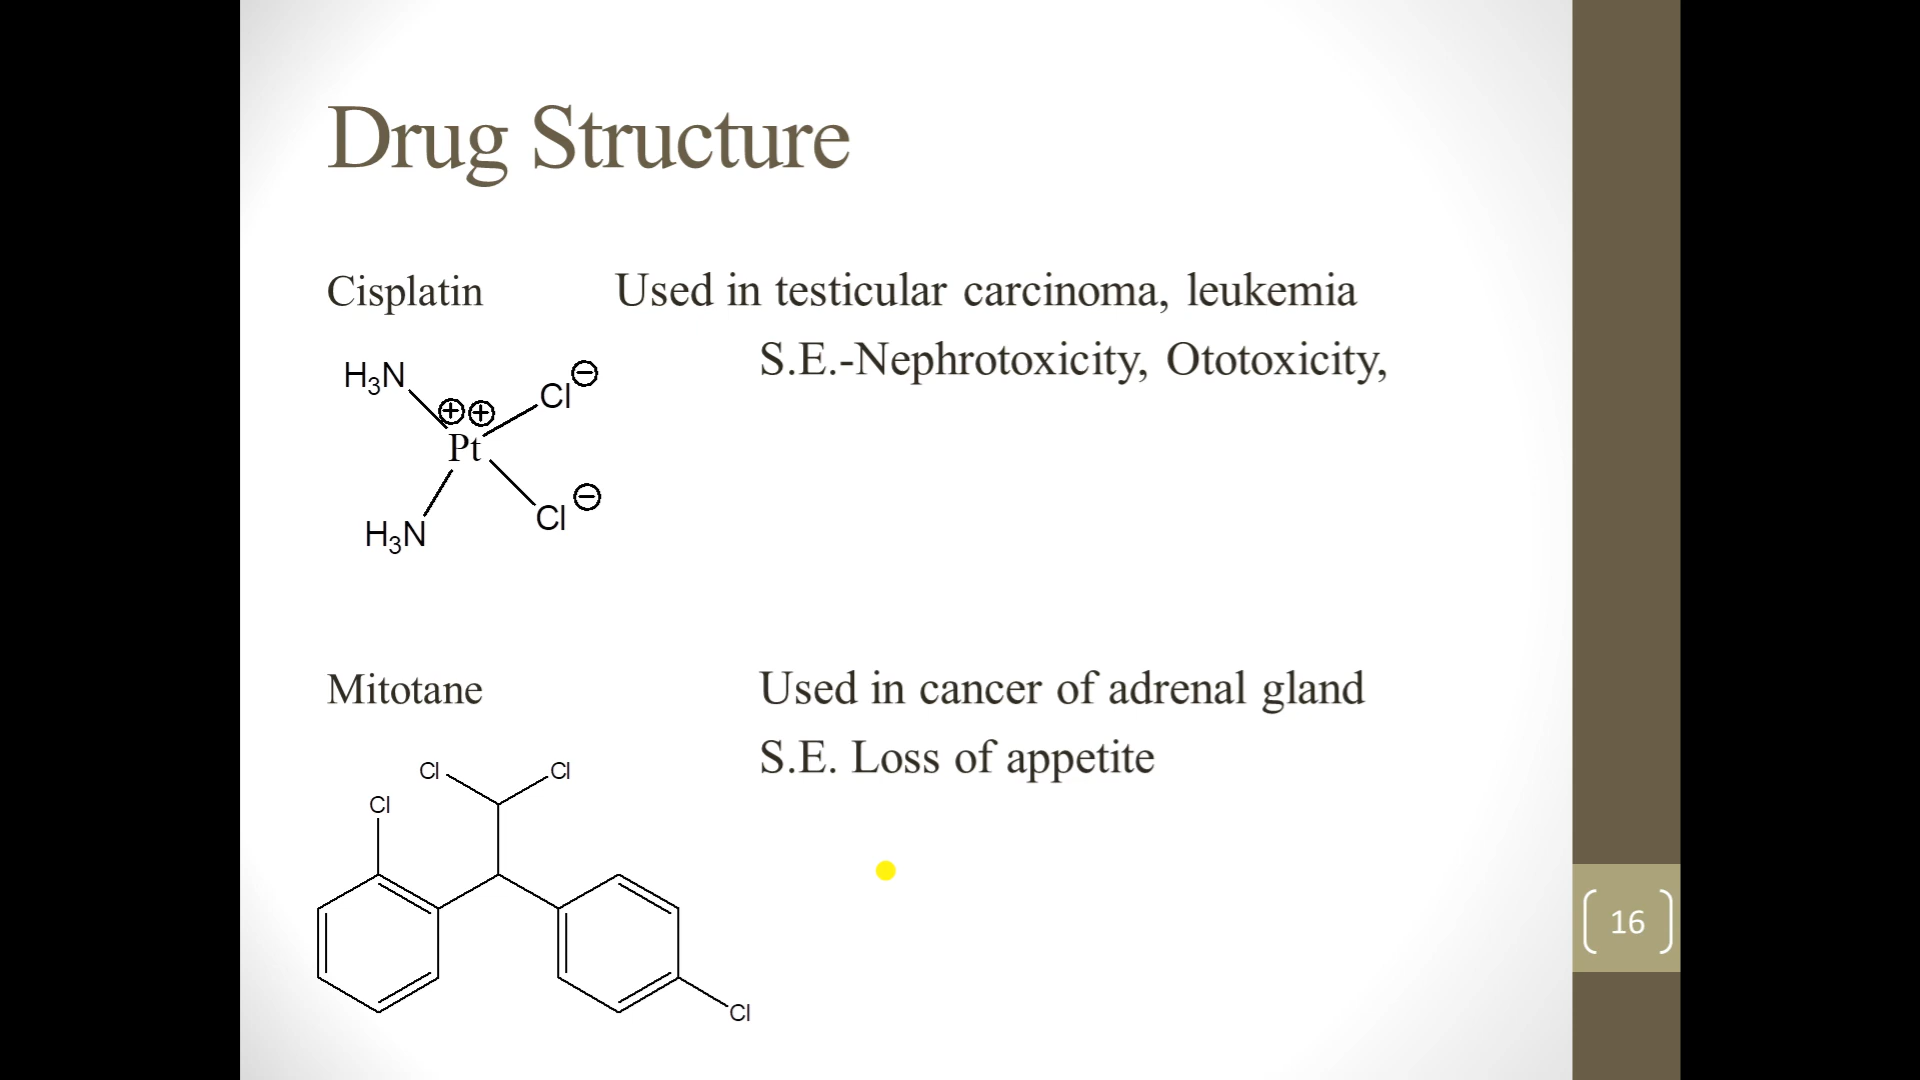 Drug Structure
Cisplatin Used in testicular carcinoma, leukemia
S.E.-Nephrotoxicity, Ototoxicity,
H₃N Cl⊖
⊕⊕
Pt
H₃N Cl⊖
Mitotane Used in cancer of adrenal gland
S.E. Loss of appetite
Cl Cl
Cl
Cl
16